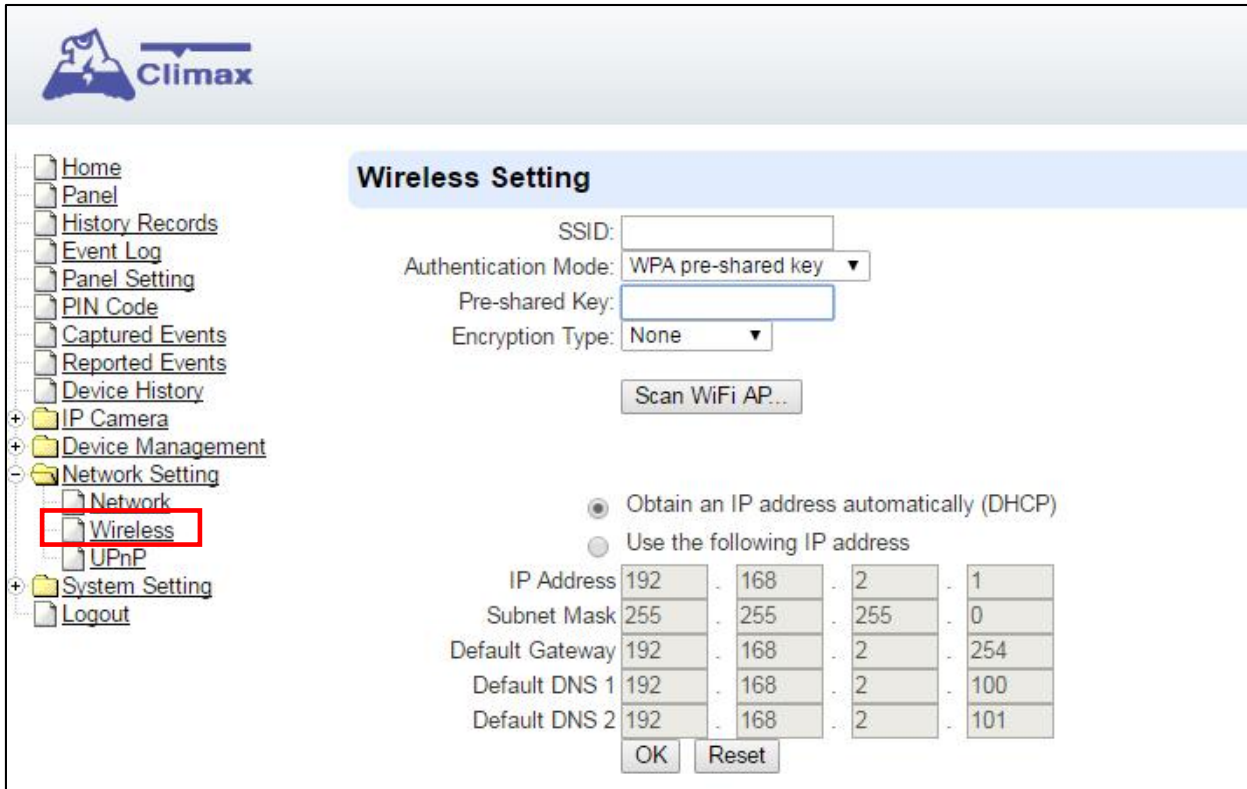 Climax
Home
Panel
History Records
Event Log
Panel Setting
PIN Code
Captured Events
Reported Events
Device History
IP Camera
Device Management
Network Setting
Network
Wireless
UPnP
System Setting
Logout
Wireless Setting
SSID:
Authentication Mode: WPA pre-shared key
Pre-shared Key:
Encryption Type: None
Scan WiFi AP...
Obtain an IP address automatically (DHCP)
Use the following IP address
IP Address 192 . 168 . 2 . 1
Subnet Mask 255 . 255 . 255 . 0
Default Gateway 192 . 168 . 2 . 254
Default DNS 1 192 . 168 . 2 . 100
Default DNS 2 192 . 168 . 2 . 101
OK Reset